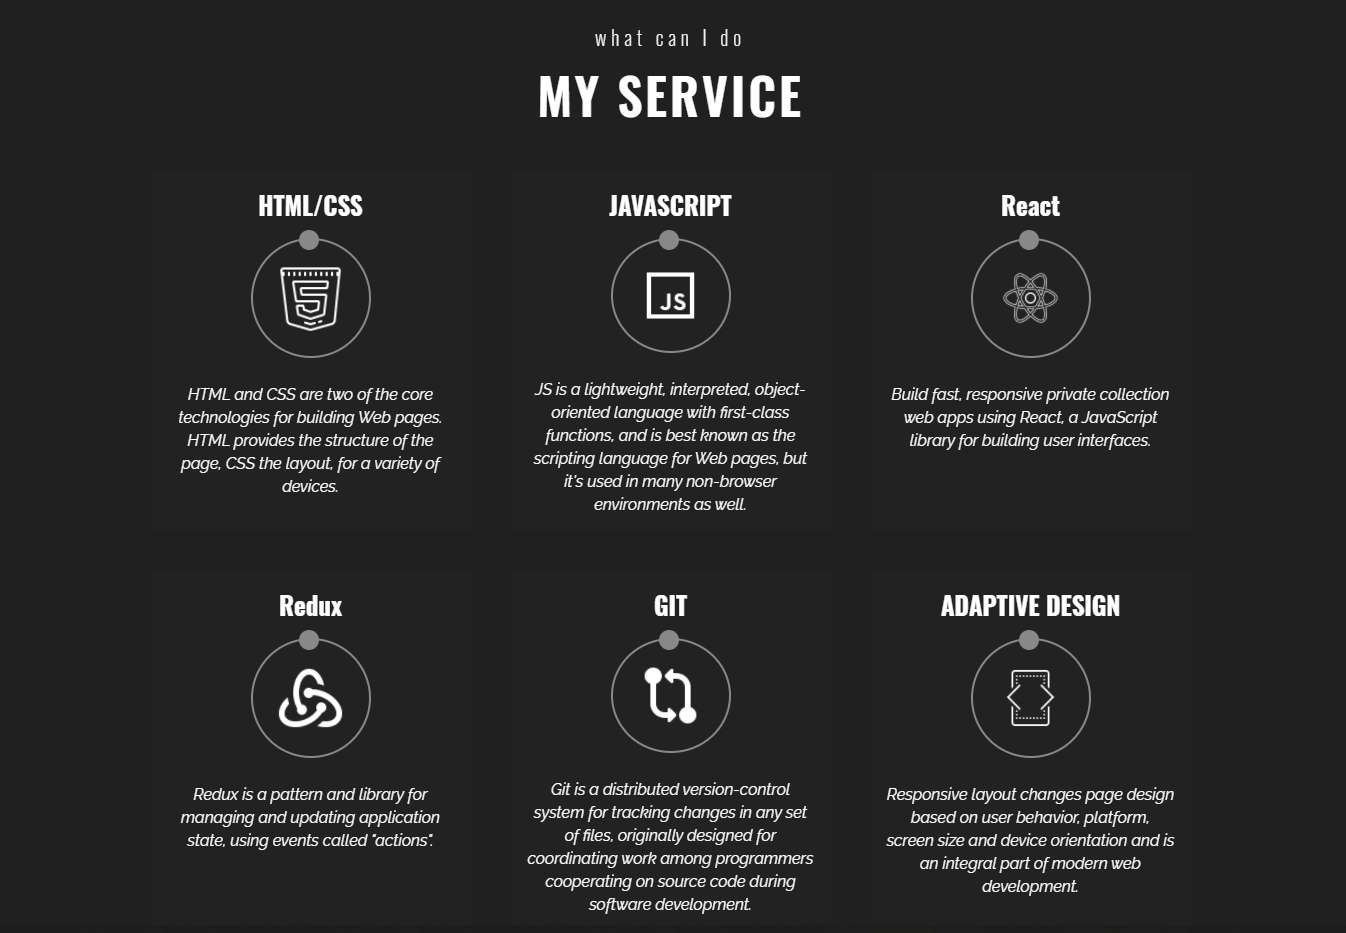 what can I do
MY SERVICE
HTML/CSS
HTML and CSS are two of the core
technologies for building Web pages.
HTML provides the structure of the
page, CSS the layout, for a variety of
devices.
JAVASCRIPT
JS
JS is a lightweight, interpreted, object-
oriented language with first-class
functions, and is best known as the
scripting language for Web pages, but
it's used in many non-browser
environments as well.
React
Build fast, responsive private collection
web apps using React, a JavaScript
library for building user interfaces.
Redux
Redux is a pattern and library for
managing and updating application
state, using events called "actions".
GIT
Git is a distributed version-control
system for tracking changes in any set
of files, originally designed for
coordinating work among programmers
cooperating on source code during
software development.
ADAPTIVE DESIGN
Responsive layout changes page design
based on user behavior, platform,
screen size and device orientation and is
an integral part of modern web
development.